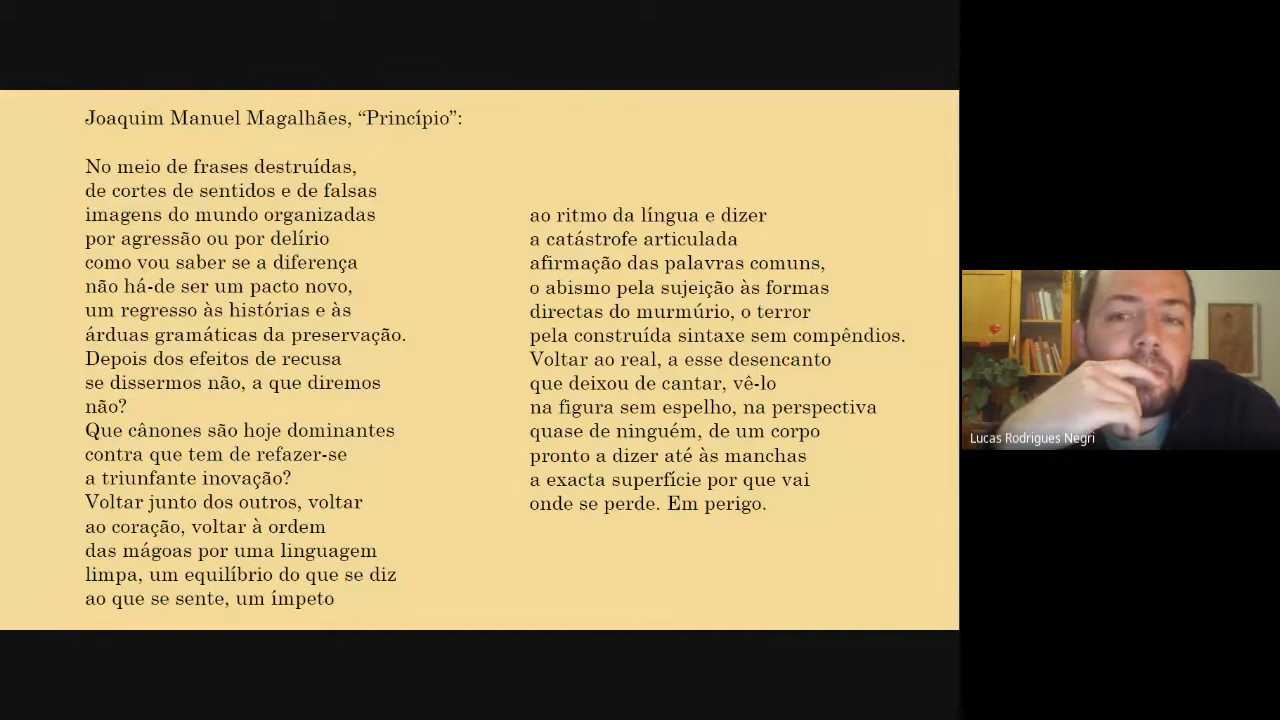 Joaquim Manuel Magalhães, “Princípio”:
No meio de frases destruídas,
de cortes de sentidos e de falsas
imagens do mundo organizadas
por agressão ou por delírio
como vou saber se a diferença
não há-de ser um pacto novo,
um regresso às histórias e às
árduas gramáticas da preservação.
Depois dos efeitos de recusa
se dissermos não, a que diremos
não?
Que cânones são hoje dominantes
contra que tem de refazer-se
a triunfante inovação?
Voltar junto dos outros, voltar
ao coração, voltar à ordem
das mágoas por uma linguagem
limpa, um equilíbrio do que se diz
ao que se sente, um ímpeto
ao ritmo da língua e dizer
a catástrofe articulada
afirmação das palavras comuns,
o abismo pela sujeição às formas
directas do murmúrio, o terror
pela construída sintaxe sem compêndios.
Voltar ao real, a esse desencanto
que deixou de cantar, vê-lo
na figura sem espelho, na perspectiva
quase de ninguém, de um corpo
pronto a dizer até às manchas
a exacta superfície por que vai
onde se perde. Em perigo.
Lucas Rodrigues Negri